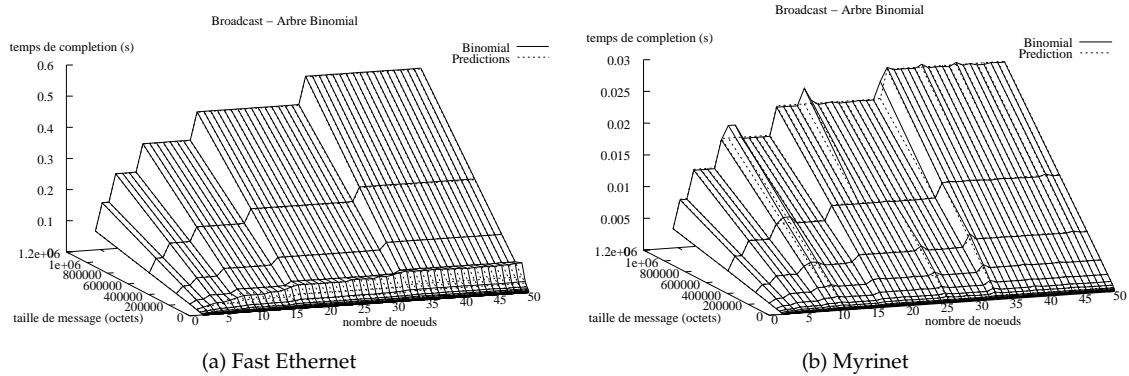 Broadcast – Arbre Binomial
temps de completion (s)
Binomial
Predictions
0.6
0.5
0.4
0.3
0.2
0.1
0
1.2e+06
1e+06
800000
600000
400000
200000
0
taille de message (octets)
0
5
10
15
20
25
30
35
40
45
50
nombre de noeuds
(a) Fast Ethernet
Broadcast – Arbre Binomial
temps de completion (s)
Binomial
Prediction
0.03
0.025
0.02
0.015
0.01
0.005
0
1.2e+06
1e+06
800000
600000
400000
200000
0
taille de message (octets)
0
5
10
15
20
25
30
35
40
45
50
nombre de noeuds
(b) Myrinet